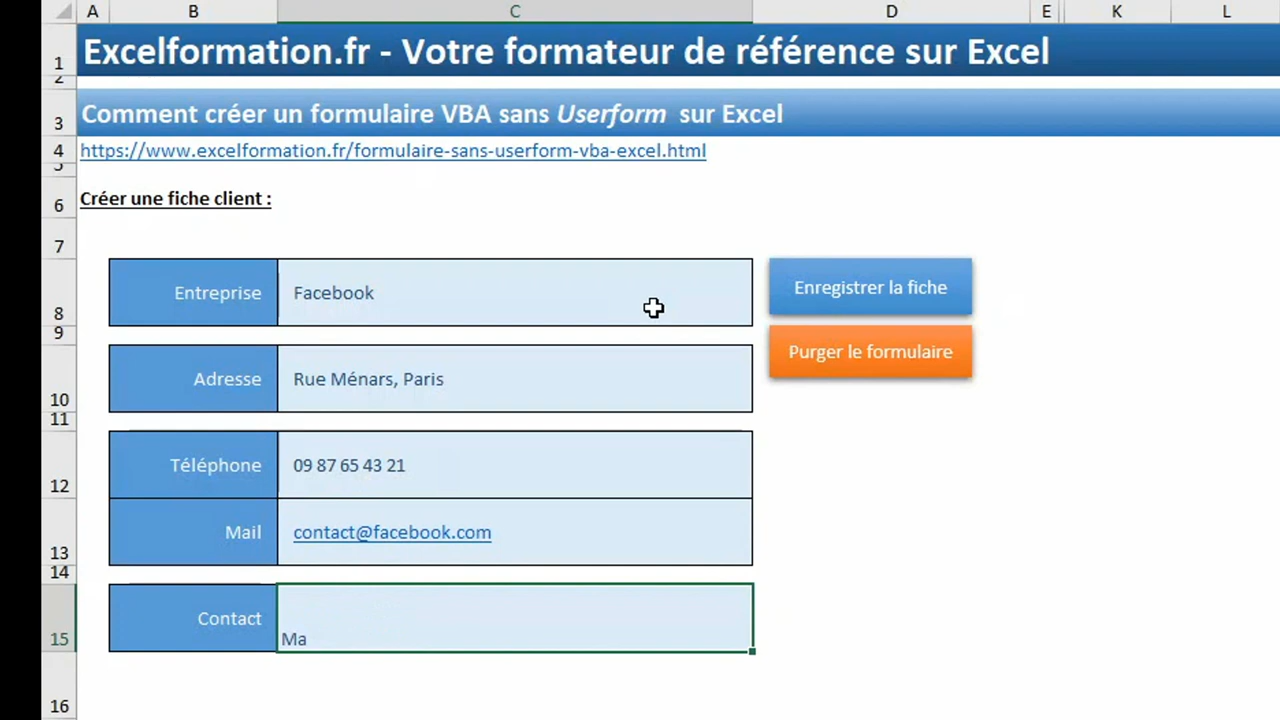 A B C D E K L
1 Excelformation.fr - Votre formateur de référence sur Excel
2
3 Comment créer un formulaire VBA sans Userform sur Excel
4 https://www.excelformation.fr/formulaire-sans-userform-vba-excel.html
5
6 Créer une fiche client :
7
8 Entreprise Facebook Enregistrer la fiche
9 Purger le formulaire
10 Adresse Rue Ménars, Paris
11
12 Téléphone 09 87 65 43 21
13 Mail contact@facebook.com
14
15 Contact Ma
16